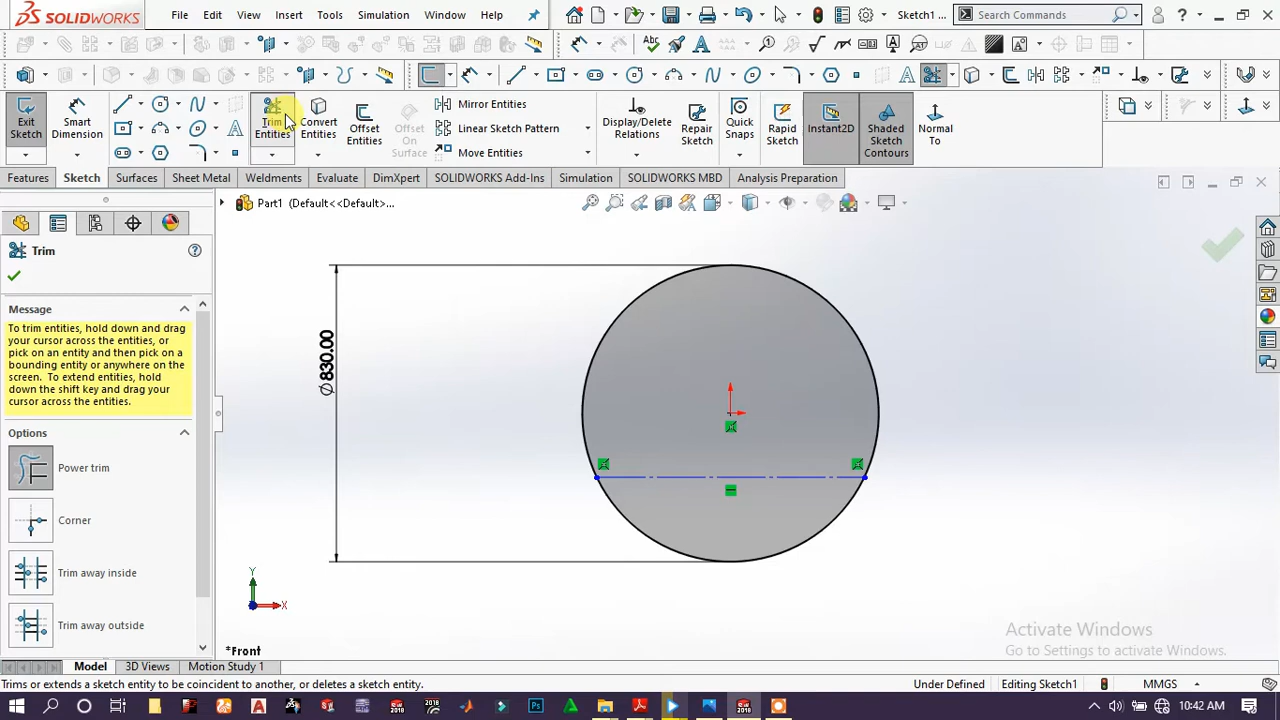 SOLIDWORKS File Edit View Insert Tools Simulation Window Help Sketch1 Search Commands ?
Exit Sketch
Smart Dimension
Trim Entities
Convert Entities
Offset Entities
Offset On Surface
Mirror Entities
Linear Sketch Pattern
Move Entities
Display/Delete Relations
Repair Sketch
Quick Snaps
Rapid Sketch
Instant2D
Shaded Sketch Contours
Normal To
Features Sketch Surfaces Sheet Metal Weldments Evaluate DimXpert SOLIDWORKS Add-Ins Simulation SOLIDWORKS MBD Analysis Preparation
Part1 (Default<<Default>...
Trim
Message
To trim entities, hold down and drag
your cursor across the entities, or
pick on an entity and then pick on a
bounding entity or anywhere on the
screen. To extend entities, hold
down the shift key and drag your
cursor across the entities.
Options
Power trim
Corner
Trim away inside
Trim away outside
Ø830.00
Y
X
*Front
Activate Windows
Go to Settings to activate Windows.
Model 3D Views Motion Study 1
Trims or extends a sketch entity to be coincident to another, or deletes a sketch entity. Under Defined Editing Sketch1 MMGS
10:42 AM